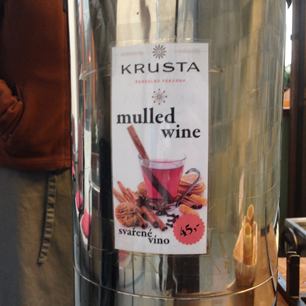 KRUSTA
mulled
wine
svařené
víno
45,-